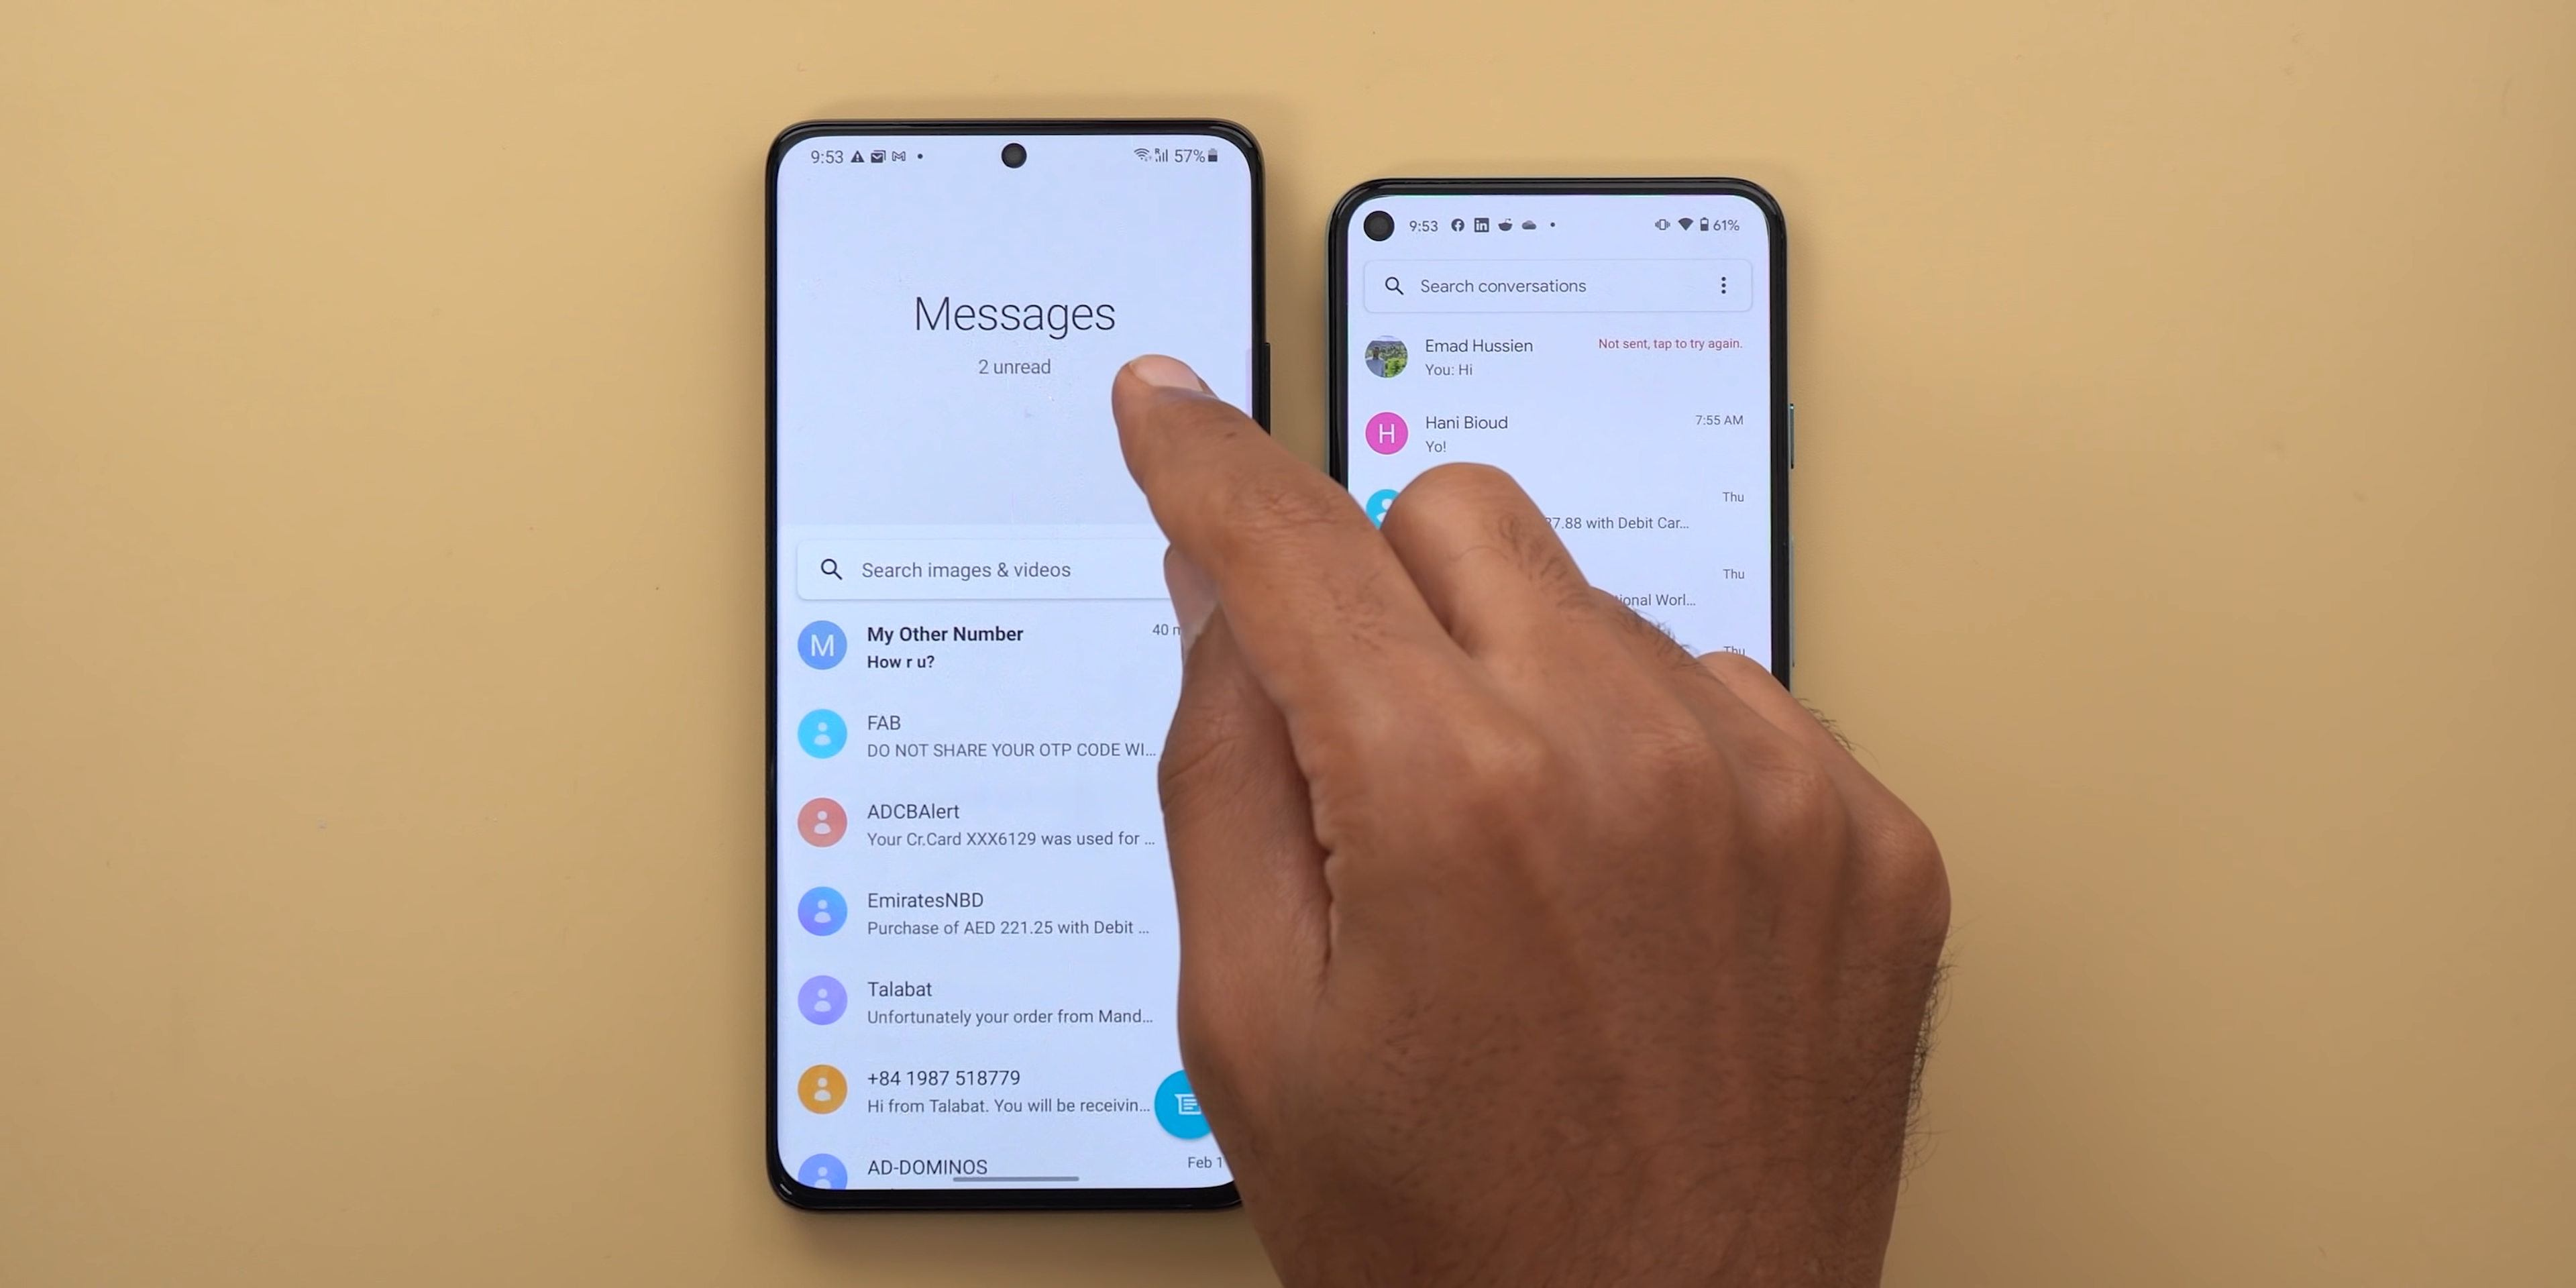 9:53
57%
Messages
2 unread
Search images & videos
M
My Other Number
40
How r u?
FAB
DO NOT SHARE YOUR OTP CODE WI...
ADCBAlert
Your Cr.Card XXX6129 was used for ...
EmiratesNBD
Purchase of AED 221.25 with Debit ...
Talabat
Unfortunately your order from Mand...
+84 1987 518779
Hi from Talabat. You will be receivin...
AD-DOMINOS
Feb 1
9:53
61%
Search conversations
Emad Hussien
Not sent, tap to try again.
You: Hi
H
Hani Bioud
7:55 AM
Yo!
Thu
7.88 with Debit Car...
Thu
ional Worl...
Thu